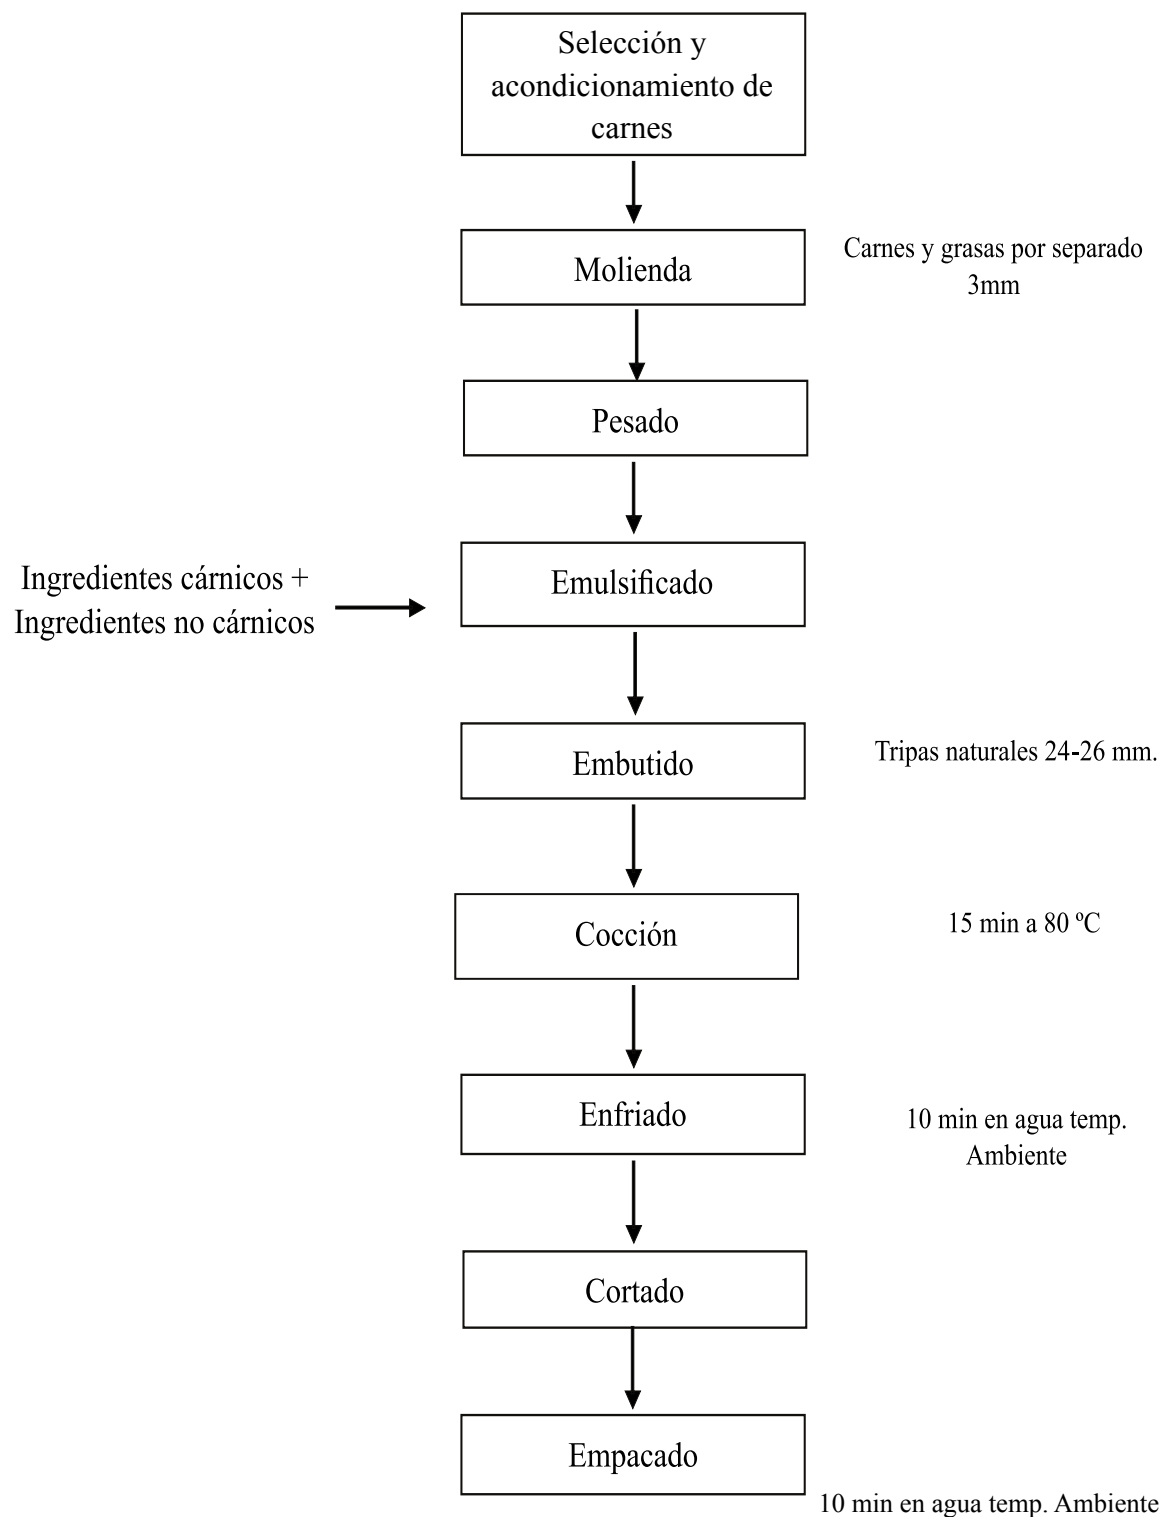 Selección y
acondicionamiento de
carnes
Molienda
Carnes y grasas por separado
3mm
Pesado
Ingredientes cárnicos +
Ingredientes no cárnicos
Emulsificado
Embutido
Tripas naturales 24-26 mm.
Cocción
15 min a 80 ºC
Enfriado
10 min en agua temp.
Ambiente
Cortado
Empacado
10 min en agua temp. Ambiente